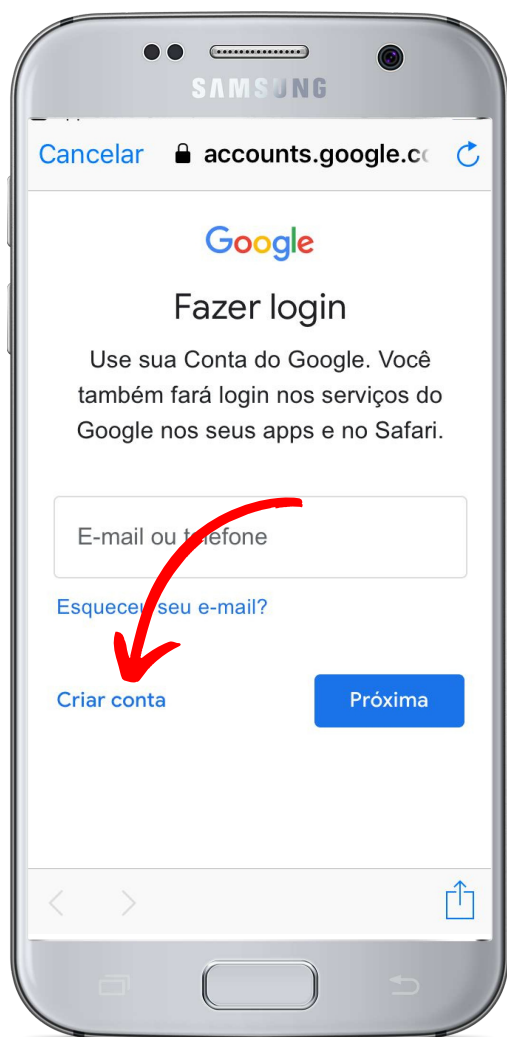 SAMSUNG
Cancelar accounts.google.c
Google
Fazer login
Use sua Conta do Google. Você
também fará login nos serviços do
Google nos seus apps e no Safari.
E-mail ou telefone
Esqueceu seu e-mail?
Criar conta Próxima